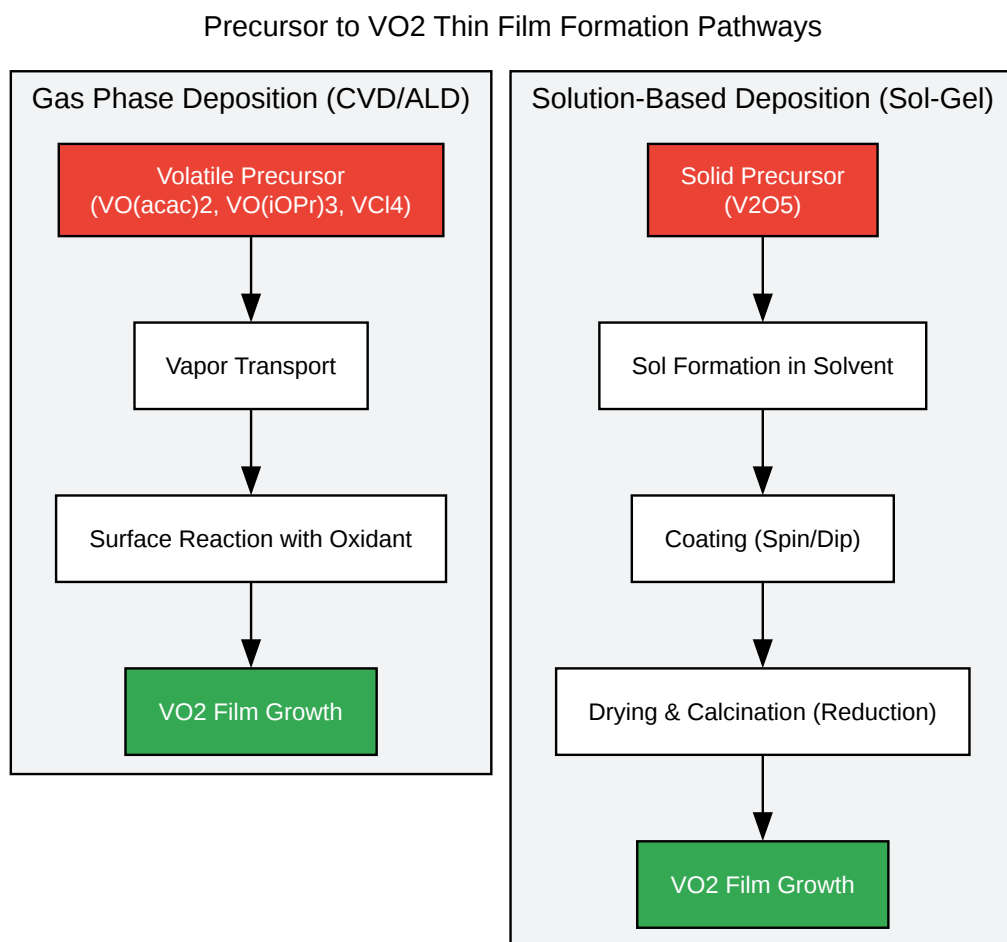 Precursor to VO2 Thin Film Formation Pathways
Gas Phase Deposition (CVD/ALD)
Volatile Precursor
(VO(acac)2, VO(iOPr)3, VCl4)
Vapor Transport
Surface Reaction with Oxidant
VO2 Film Growth
Solution-Based Deposition (Sol-Gel)
Solid Precursor
(V2O5)
Sol Formation in Solvent
Coating (Spin/Dip)
Drying & Calcination (Reduction)
VO2 Film Growth